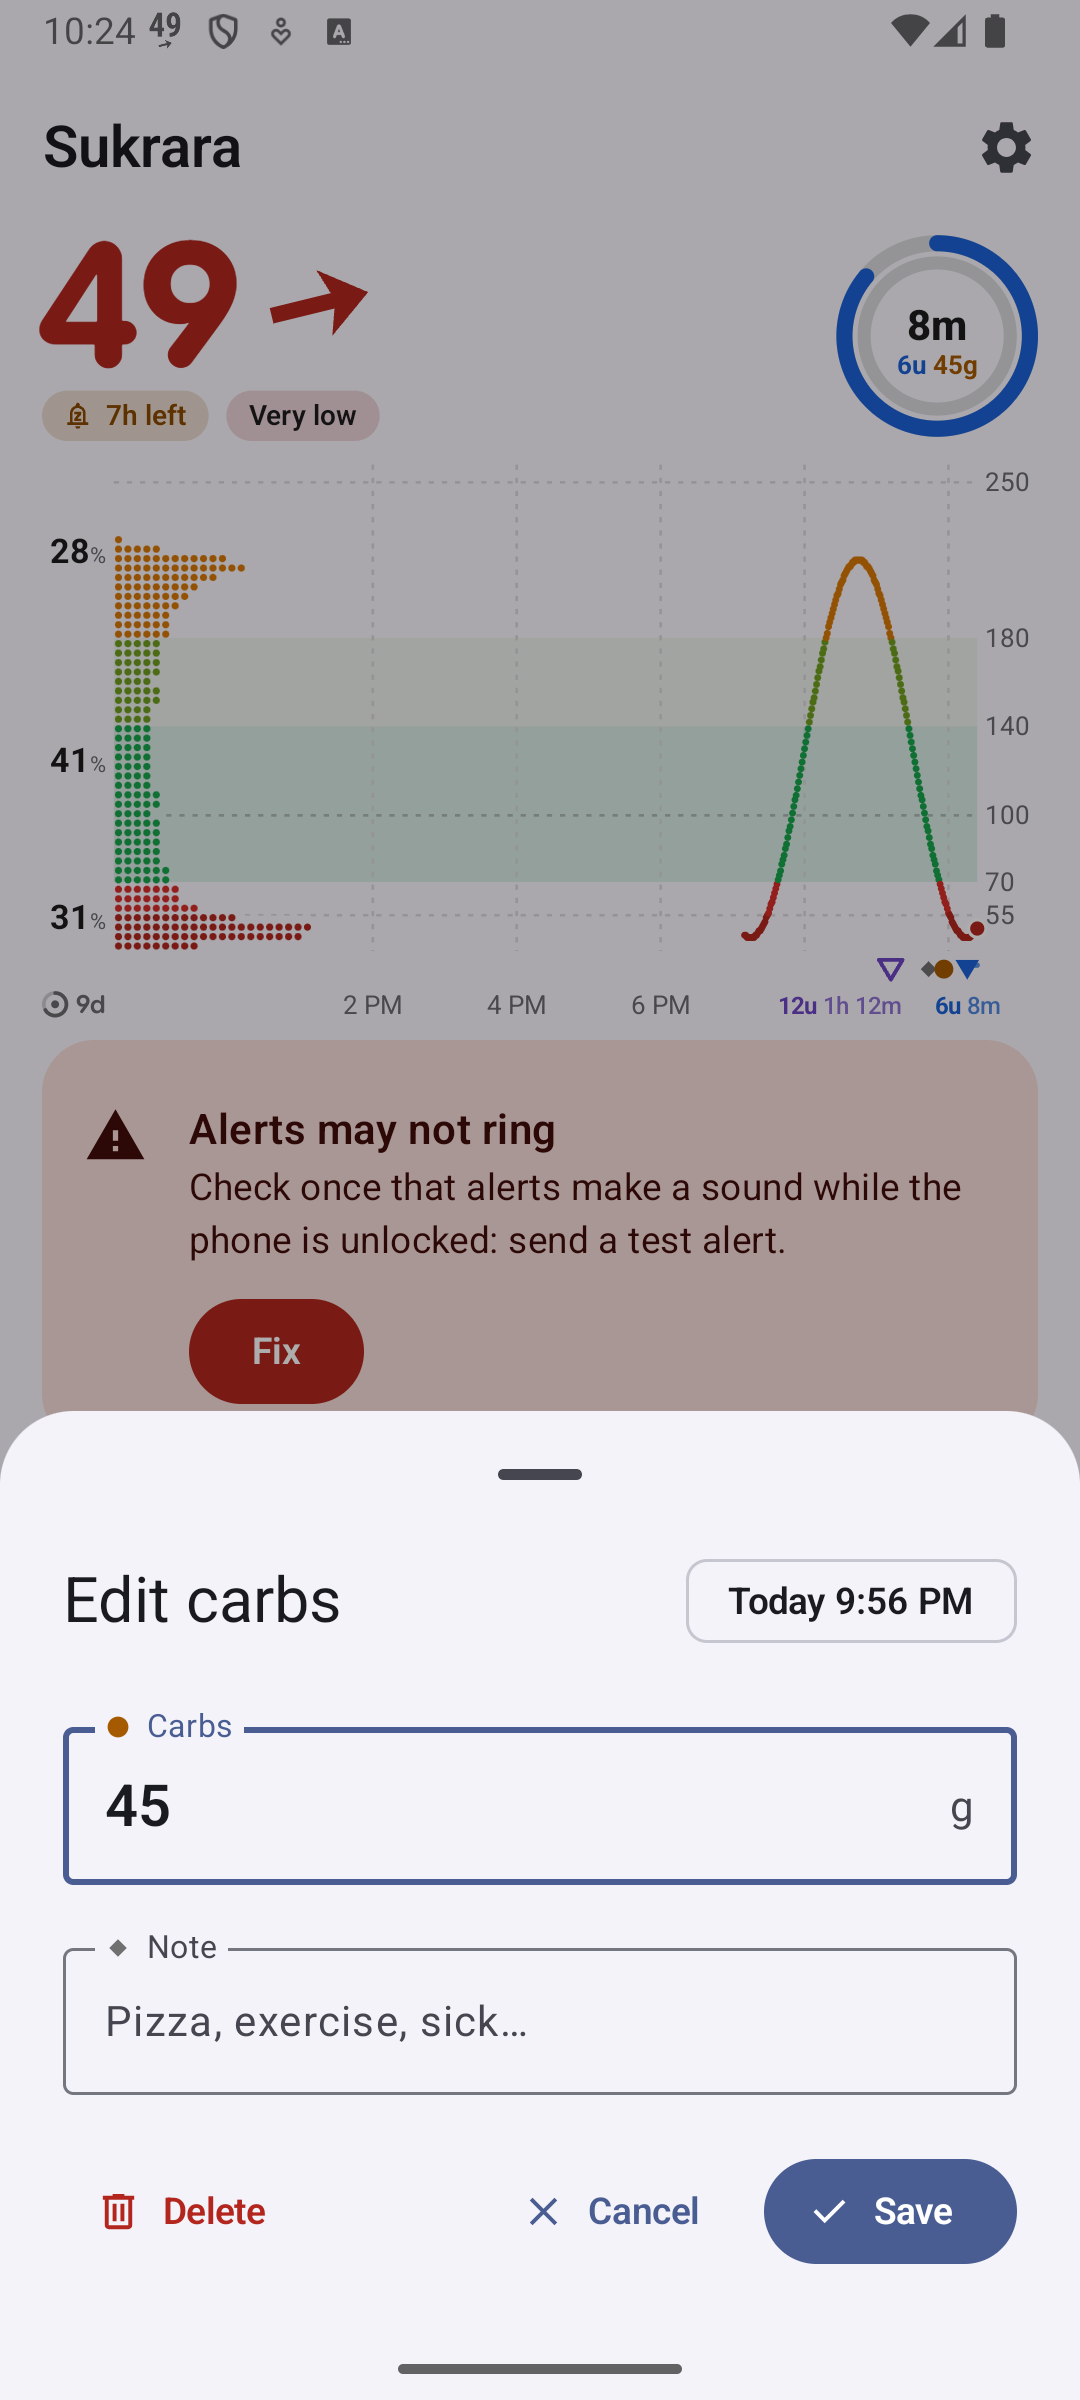 10:24 49
Sukrara
49
7h left
Very low
8m
6u 45g
250
28%
180
140
41%
100
70
31%
55
9d
2 PM
4 PM
6 PM
12u 1h 12m
6u 8m
Alerts may not ring
Check once that alerts make a sound while the
phone is unlocked: send a test alert.
Fix
Edit carbs
Today 9:56 PM
Carbs
45
g
Note
Pizza, exercise, sick…
Delete
Cancel
Save